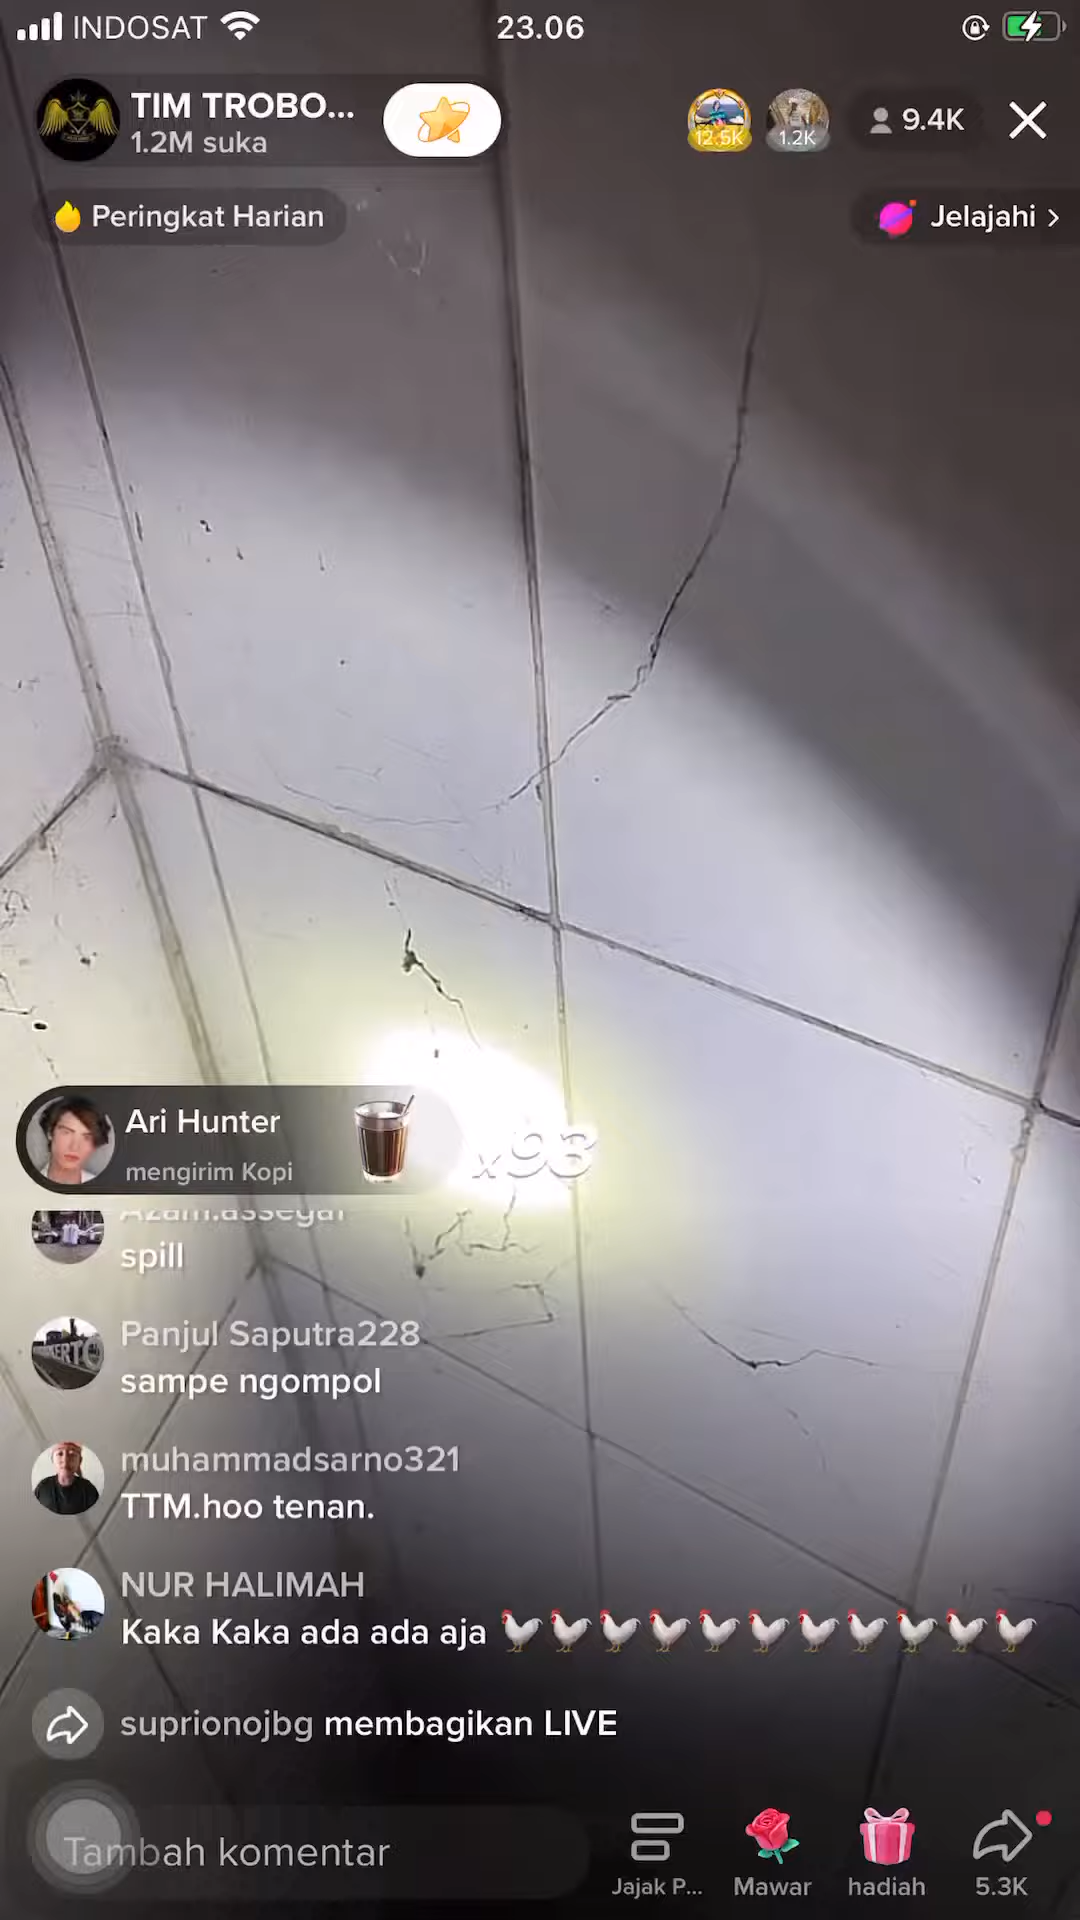 INDOSAT
23.06
TIM TROBO...
1.2M suka
12.5K
1.2K
9.4K
Peringkat Harian
Jelajahi >
Ari Hunter
mengirim Kopi
x93
Azam.assegaf
spill
Panjul Saputra228
sampe ngompol
muhammadsarno321
TTM.hoo tenan.
NUR HALIMAH
Kaka Kaka ada ada aja 🐓🐓🐓🐓🐓🐓🐓🐓🐓🐓🐓
suprionojbg membagikan LIVE
Tambah komentar
Jajak P...
Mawar
hadiah
5.3K